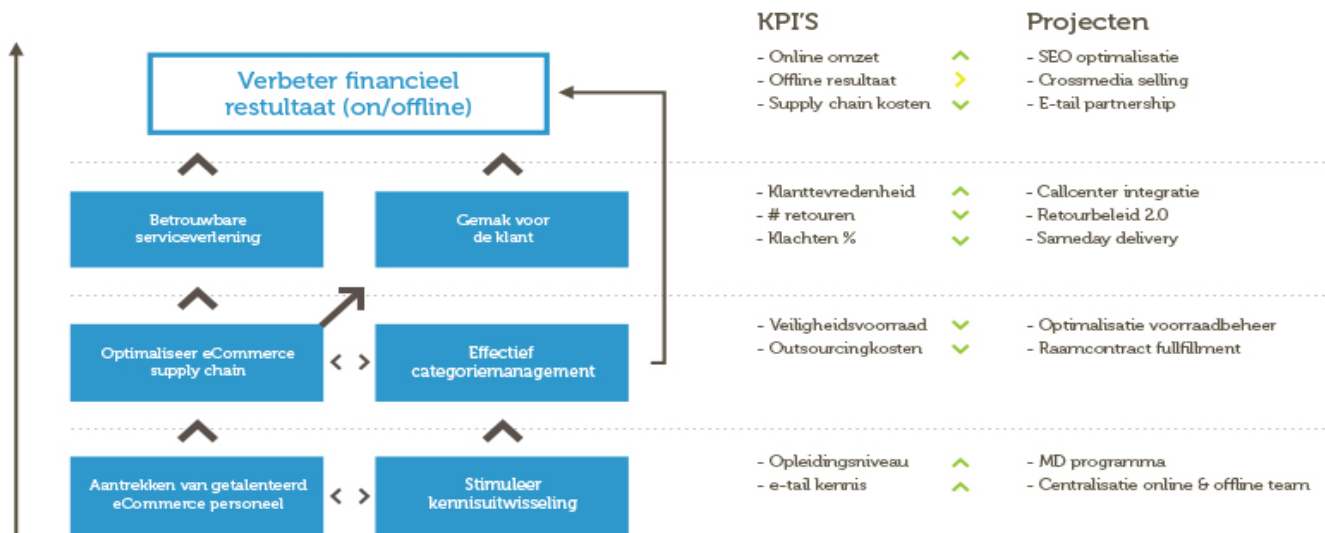 KPI'S
Projecten
Verbeter financieel
restultaat (on/offline)
- Online omzet
- Offline resultaat
- Supply chain kosten
- SEO optimalisatie
- Crossmedia selling
- E-tail partnership
Betrouwbare
serviceverlening
Gemak voor
de klant
- Klanttevredenheid
- # retouren
- Klachten %
- Callcenter integratie
- Retourbeleid 2.0
- Sameday delivery
Optimaliseer eCommerce
supply chain
Effectief
categoriemanagement
- Veiligheidsvoorraad
- Outsourcingkosten
- Optimalisatie voorraadbeheer
- Raamcontract fullfillment
Aantrekken van getalenteerd
eCommerce personeel
Stimuleer
kennisuitwisseling
- Opleidingsniveau
- e-tail kennis
- MD programma
- Centralisatie online & offline team